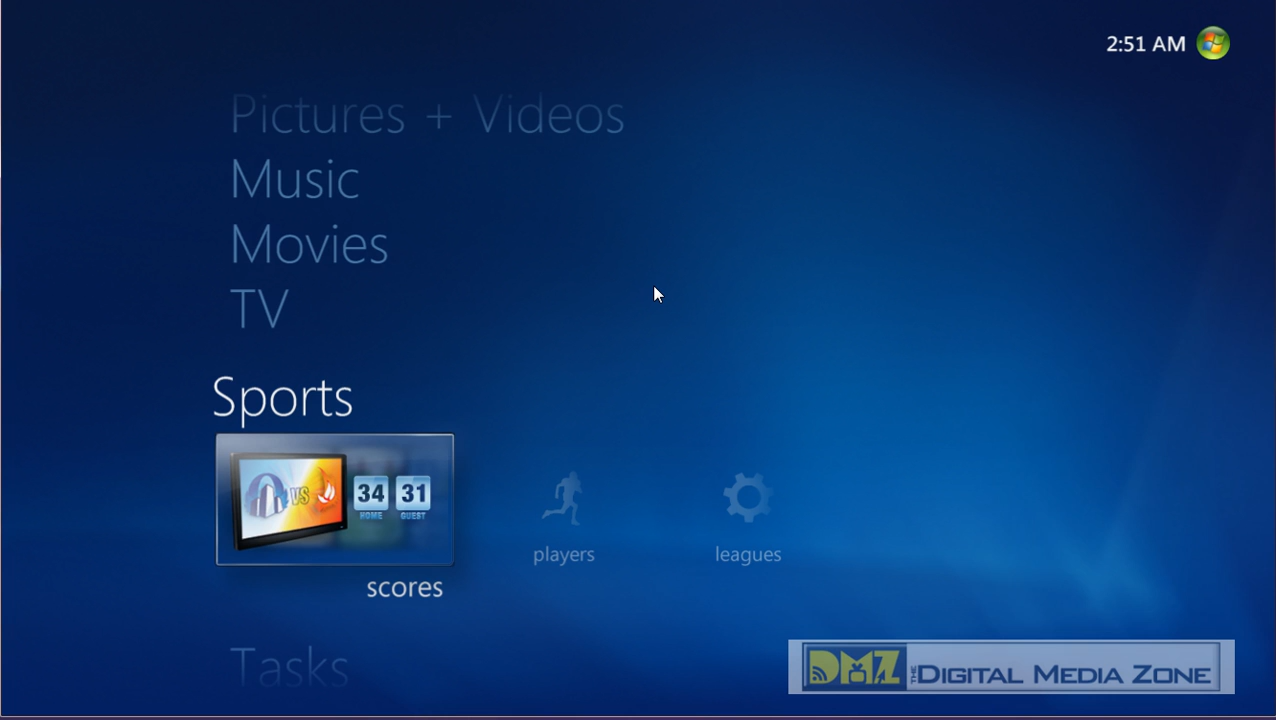 2:51 AM
Pictures + Videos
Music
Movies
TV
Sports
VS
34 31
HOME GUEST
players
leagues
scores
Tasks
DMZ THE DIGITAL MEDIA ZONE